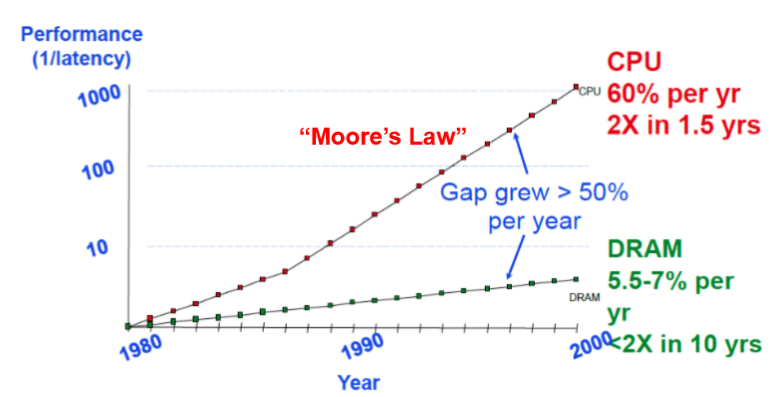 Performance
(1/latency)
1000
100
10
"Moore's Law"
CPU
CPU
60% per yr
2X in 1.5 yrs
Gap grew > 50%
per year
DRAM
DRAM
5.5-7% per
yr
<2X in 10 yrs
1980
1990
2000
Year